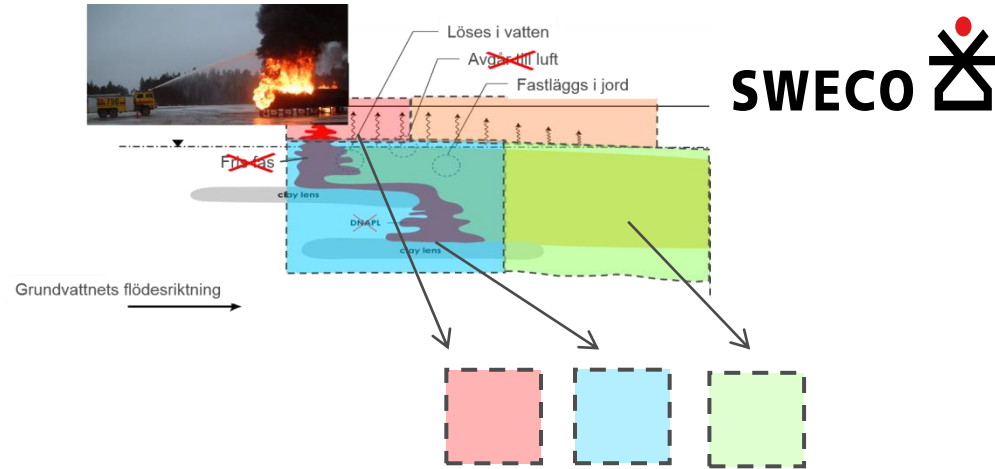 Löses i vatten
Avgår till luft
Fastläggs i jord
SWECO
Fri fas
clay lens
DNAPL
clay lens
Grundvattnets flödesriktning